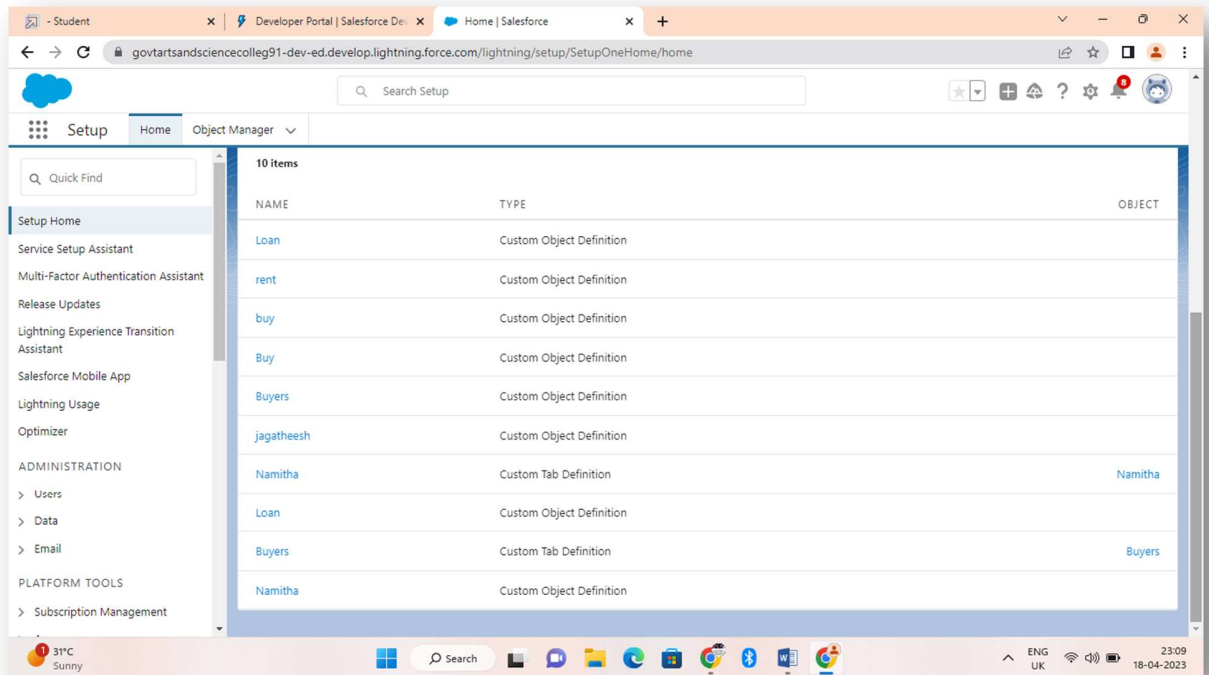 - Student
Developer Portal | Salesforce Dev
Home | Salesforce
govtartsandsciencecolleg91-dev-ed.develop.lightning.force.com/lightning/setup/SetupOneHome/home
Search Setup
8
Setup
Home
Object Manager
Quick Find
Setup Home
Service Setup Assistant
Multi-Factor Authentication Assistant
Release Updates
Lightning Experience Transition
Assistant
Salesforce Mobile App
Lightning Usage
Optimizer
ADMINISTRATION
Users
Data
Email
PLATFORM TOOLS
Subscription Management
10 items
NAME TYPE OBJECT
Loan Custom Object Definition
rent Custom Object Definition
buy Custom Object Definition
Buy Custom Object Definition
Buyers Custom Object Definition
jagatheesh Custom Object Definition
Namitha Custom Tab Definition Namitha
Loan Custom Object Definition
Buyers Custom Tab Definition Buyers
Namitha Custom Object Definition
1
31°C
Sunny
Search
ENG
UK
23:09
18-04-2023